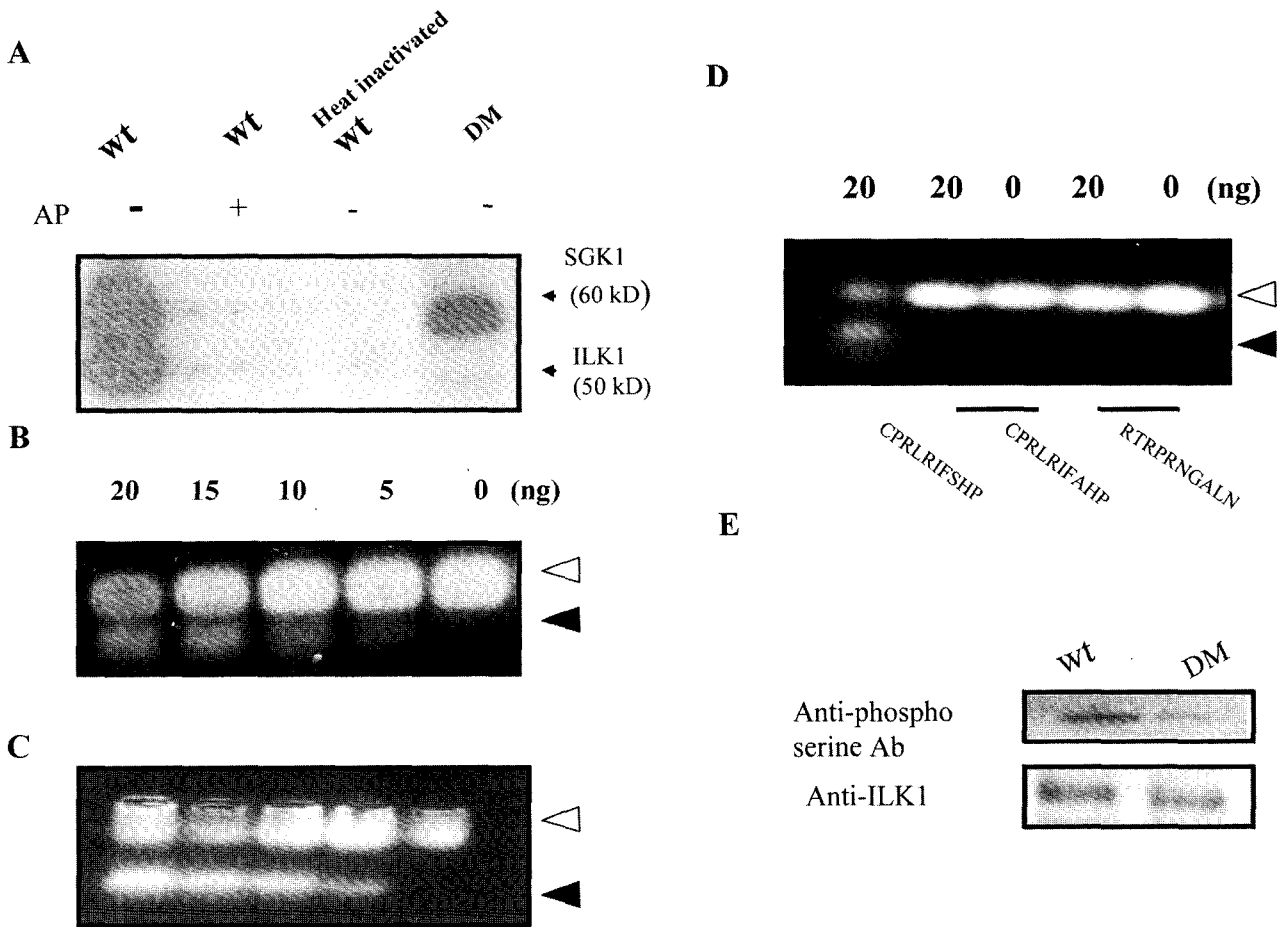 A
wt wt Heat inactivated wt DM
AP - + - -
SGK1
(60 kD)
ILK1
(50 kD)
B
20 15 10 5 0 (ng)
C
D
20 20 0 20 0 (ng)
CPRLRIFSHP CPRLRIFAHP RTRPRNGALN
E
wt DM
Anti-phospho
serine Ab
Anti-ILK1